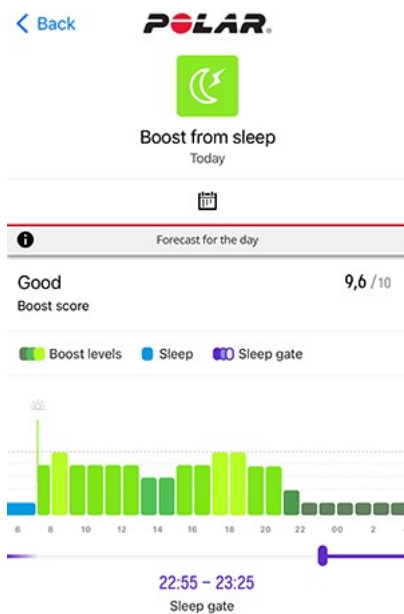 Back
POLAR.
Boost from sleep
Today
Forecast for the day
Good
9,6 /10
Boost score
Boost levels Sleep Sleep gate
6 8 10 12 14 16 18 20 22 00 2
22:55 – 23:25
Sleep gate